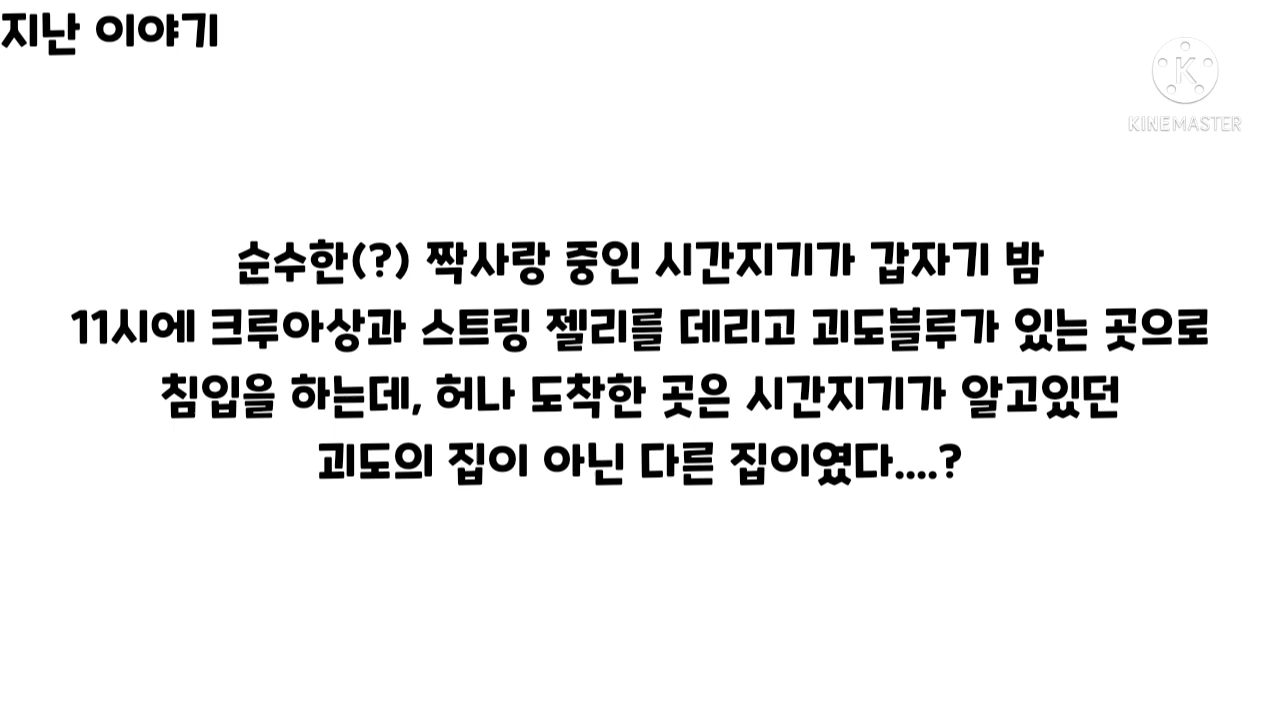 지난 이야기
K
KINEMASTER
순수한(?) 짝사랑 중인 시간지기가 갑자기 밤
11시에 크루아상과 스트링 젤리를 데리고 괴도블루가 있는 곳으로
침입을 하는데, 허나 도착한 곳은 시간지기가 알고있던
괴도의 집이 아닌 다른 집이였다....?